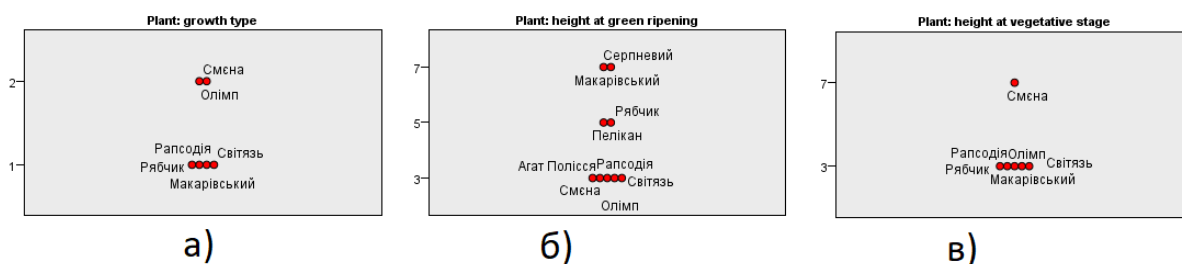 Plant: growth type
2
Смєна
Олімп
1
Рапсодія
Світязь
Рябчик
Макарівський
а)
Plant: height at green ripening
7
Серпневий
Макарівський
5
Рябчик
Пелікан
3
Агат Полісся
Рапсодія
Смєна
Світязь
Олімп
б)
Plant: height at vegetative stage
7
Смєна
3
Рапсодія
Олімп
Світязь
Рябчик
Макарівський
в)